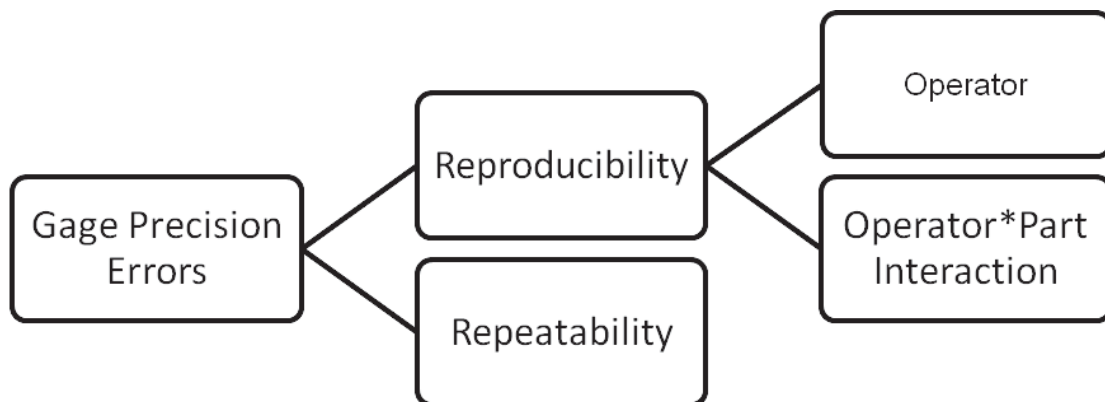 Gage Precision
Errors
Reproducibility
Repeatability
Operator
Operator*Part
Interaction